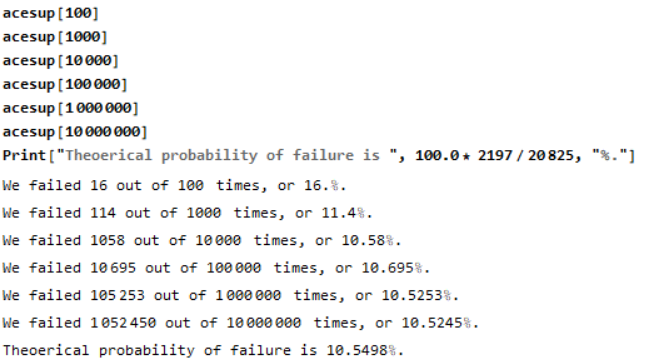 acesup[100]
acesup[1000]
acesup[10000]
acesup[100000]
acesup[1000000]
acesup[10000000]
Print["Theoerical probability of failure is ", 100.0* 2197/20825, "%."]
We failed 16 out of 100 times, or 16.%.
We failed 114 out of 1000 times, or 11.4%.
We failed 1058 out of 10000 times, or 10.58%.
We failed 10695 out of 100000 times, or 10.695%.
We failed 105253 out of 1000000 times, or 10.5253%.
We failed 1052450 out of 10000000 times, or 10.5245%.
Theoerical probability of failure is 10.5498%.